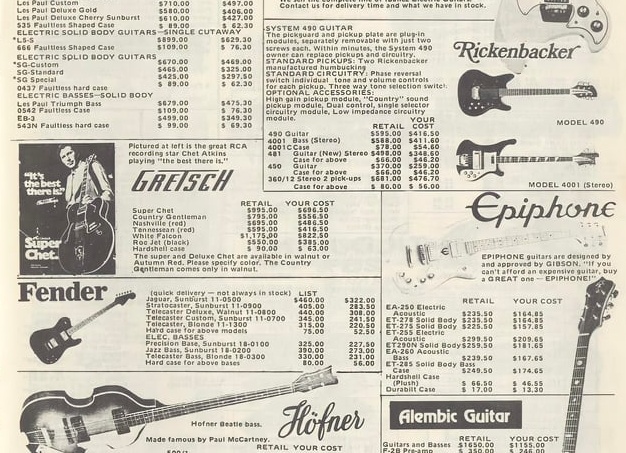 Les Paul Custom $710.00 $497.00
Les Paul Deluxe Gold $580.00 $406.00
Les Paul Deluxe Cherry Sunburst $610.00 $427.00
535 Faultless Shaped Case $ 89.00 $ 62.30
ELECTRIC SOLID BODY GUITARS—SINGLE CUTAWAY
*L5-S $899.00 $629.30
666 Faultless Shaped Case $109.00 $ 76.30
ELECTRIC SOLID BODY GUITARS
*SG-Custom $670.00 $469.00
SG-Standard $465.00 $325.00
*SG Special $425.00 $297.50
0437 Faultless hard case $ 89.00 $ 62.30
ELECTRIC BASSES—SOLID BODY
Les Paul Triumph Bass $679.00 $475.30
0542 Faultless Case $109.00 $ 76.30
EB-3 $499.00 $349.30
543N Faultless hard case $ 99.00 $ 69.30
Contact us for delivery time and what we have in stock.
SYSTEM 490 GUITAR
The pickguard and pickup plate are plug-in
modules, separately removable with just two
screws each. Within minutes, the System 490
owner can replace pickups and circuitry.
STANDARD PICKUPS: Two Rickenbacker
manufactured humbucking
STANDARD CIRCUITRY: Phase reversal
switch individual tone and volume controls
for each pickup. Three way tone selection switch.
OPTIONAL ACCESSORIES:
High gain pickup module, "Country" sound
pickup module, Dual control, single selector
circuitry module, Low impedance circuitry
module.
YOUR
RETAIL COST
490 Guitar $595.00 $416.50
4001 Bass (Stereo) $588.00 $411.60
4001C Case $ 78.00 $ 54.60
481 Guitar (New) Stereo $498.00 $348.60
Case for above $ 66.00 $ 46.20
450 Guitar $370.00 $259.00
Case for above $ 66.00 $ 46.20
360/12 Stereo 2 pick-ups $681.00 $476.70
Case for above $ 80.00 $ 56.00
Rickenbacker
MODEL 490
MODEL 4001 (Stereo)
"It's
the best
there is."
Super
Chet.
Pictured at left is the great RCA
recording star Chet Atkins
playing "the best there is."
GRETSCH
RETAIL YOUR COST
Super Chet $995.00 $696.50
Country Gentleman $795.00 $556.50
Nashville (red) $695.00 $486.50
Tennessean (red) $595.00 $416.50
White Falcon $1,175.00 $822.50
Roc Jet (black) $550.00 $385.00
Hardshell case $ 90.00 $ 63.00
The super and Deluxe Chet are available in walnut or
Autumn Red. Please specify color. The Country
Gentleman comes only in walnut.
Epiphone
EPIPHONE guitars are designed by
and approved by GIBSON. "If you
can't afford an expensive guitar, buy
a GREAT one — EPIPHONE!"
RETAIL YOUR COST
EA-250 Electric
Acoustic $235.50 $164.85
ET-278 Solid Body $235.50 $164.85
ET-275 Solid Body $225.50 $157.85
ET-255 Electric
Acoustic $299.50 $209.65
ET290N Solid Body $259.50 $181.65
EA-260 Acoustic
Bass $239.50 $167.65
ET-285 Solid Body Bass
Case $249.50 $174.65
Hardshell Case
(Plush) $ 66.50 $ 46.55
Durabilt Case $ 17.00 $ 13.30
Fender
(quick delivery — not always in stock) LIST
Jaguar, Sunburst 11-0500 $460.00 $322.00
Stratocaster, Sunburst 11-0900 405.00 283.50
Telecaster Deluxe, Walnut 11-0800 440.00 308.00
Telecaster Custom, Sunburst 11-0700 345.00 241.50
Telecaster, Blonde 11-1300 315.00 220.50
Hard case for above models 75.00 52.50
ELEC. BASSES
Precision Base, Sunburst 18-0100 325.00 227.50
Jazz Bass, Sunburst 18-0200 390.00 273.00
Telecaster Bass, Blonde 18-0300 330.00 231.00
Hard case for above bases 80.00 56.00
Hofner Beatle bass.
Höfner
Made famous by Paul McCartney.
RETAIL YOUR COST
500/1
Alembic Guitar
RETAIL YOUR COST
Guitars and Basses $1650.00 $1155.00
F-2B Pre-amp $ 350.00 $ 246.00